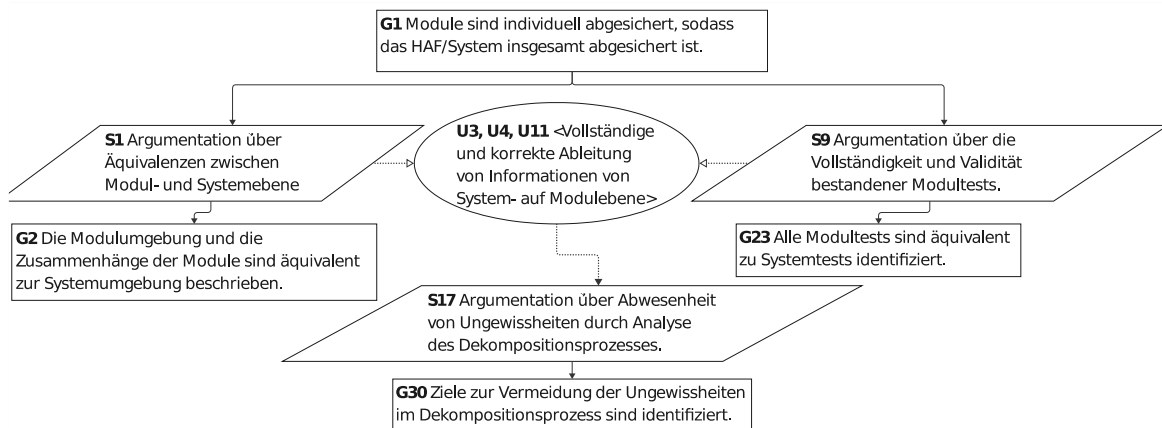 G1 Module sind individuell abgesichert, sodass
das HAF/System insgesamt abgesichert ist.
S1 Argumentation über
Äquivalenzen zwischen
Modul- und Systemebene
U3, U4, U11 <Vollständige
und korrekte Ableitung
von Informationen von
System- auf Modulebene>
S9 Argumentation über die
Vollständigkeit und Validität
bestandener Modultests.
G2 Die Modulumgebung und die
Zusammenhänge der Module sind äquivalent
zur Systemumgebung beschrieben.
G23 Alle Modultests sind äquivalent
zu Systemtests identifiziert.
S17 Argumentation über Abwesenheit
von Ungewissheiten durch Analyse
des Dekompositionsprozesses.
G30 Ziele zur Vermeidung der Ungewissheiten
im Dekompositionsprozess sind identifiziert.